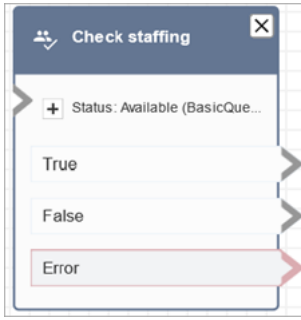 Check staffing
Status: Available (BasicQue...
True
False
Error